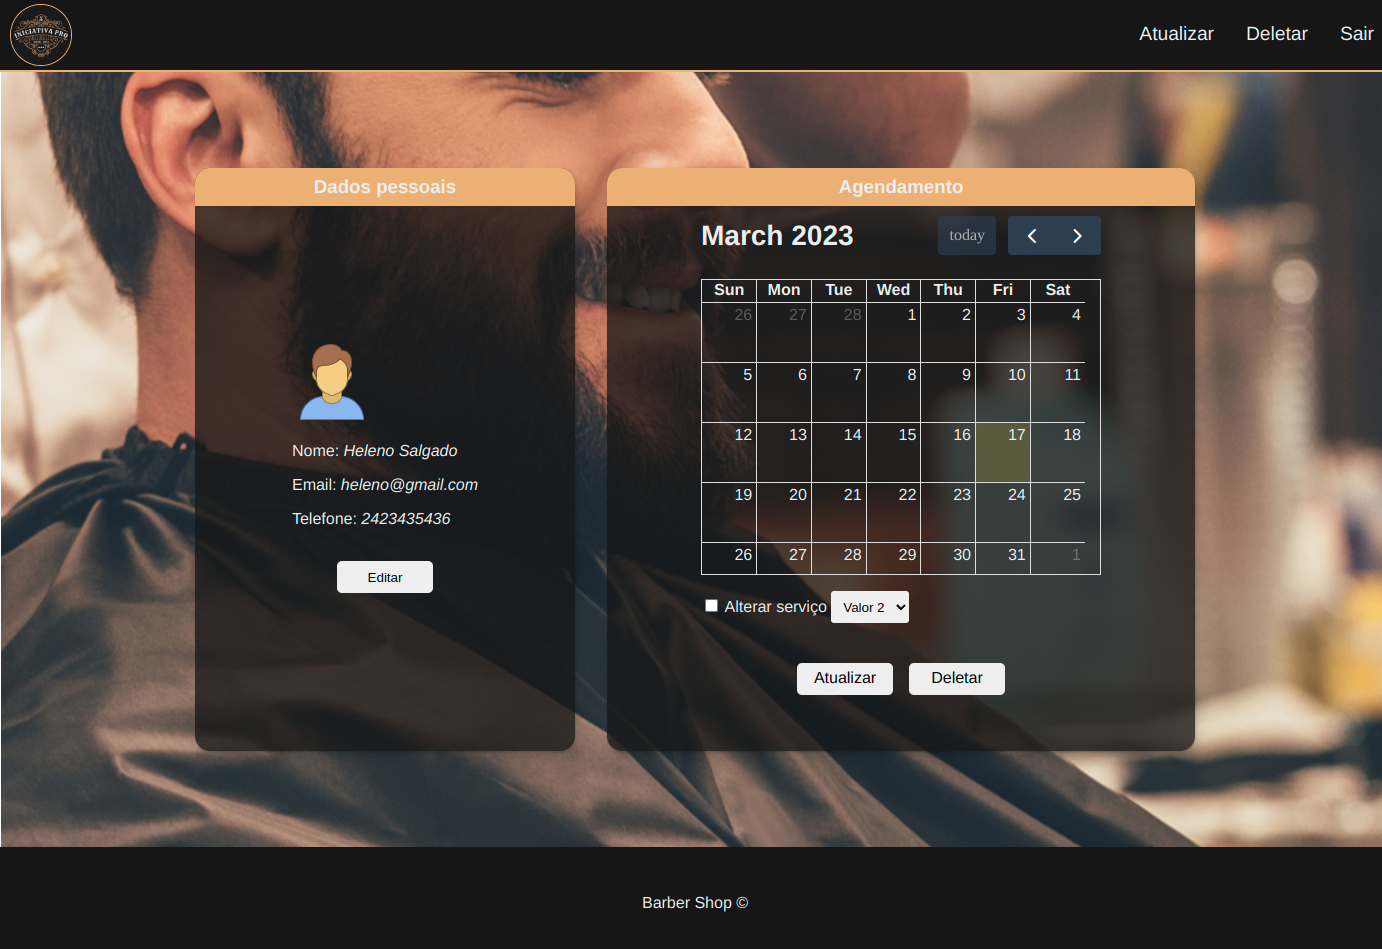 INICIATIVA PRO
Atualizar Deletar Sair
Dados pessoais
Nome: Heleno Salgado
Email: heleno@gmail.com
Telefone: 2423435436
Editar
Agendamento
March 2023 today
Sun Mon Tue Wed Thu Fri Sat
26 27 28 1 2 3 4
5 6 7 8 9 10 11
12 13 14 15 16 17 18
19 20 21 22 23 24 25
26 27 28 29 30 31 1
Alterar serviço Valor 2
Atualizar Deletar
Barber Shop ©